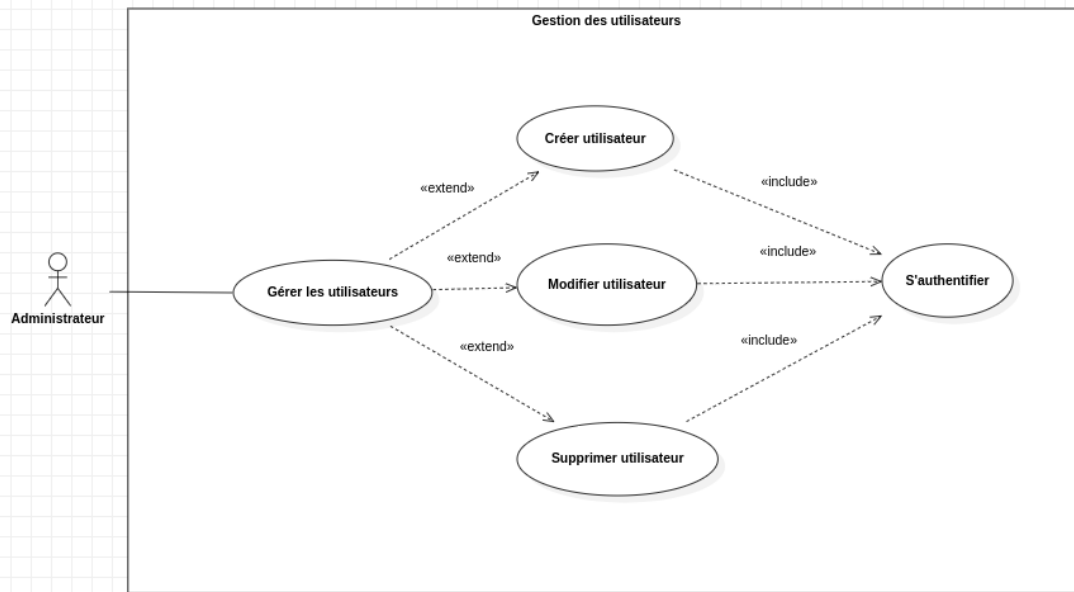 Gestion des utilisateurs
Créer utilisateur
«extend»
«include»
«extend»
«include»
Administrateur
Gérer les utilisateurs
Modifier utilisateur
S'authentifier
«extend»
«include»
Supprimer utilisateur